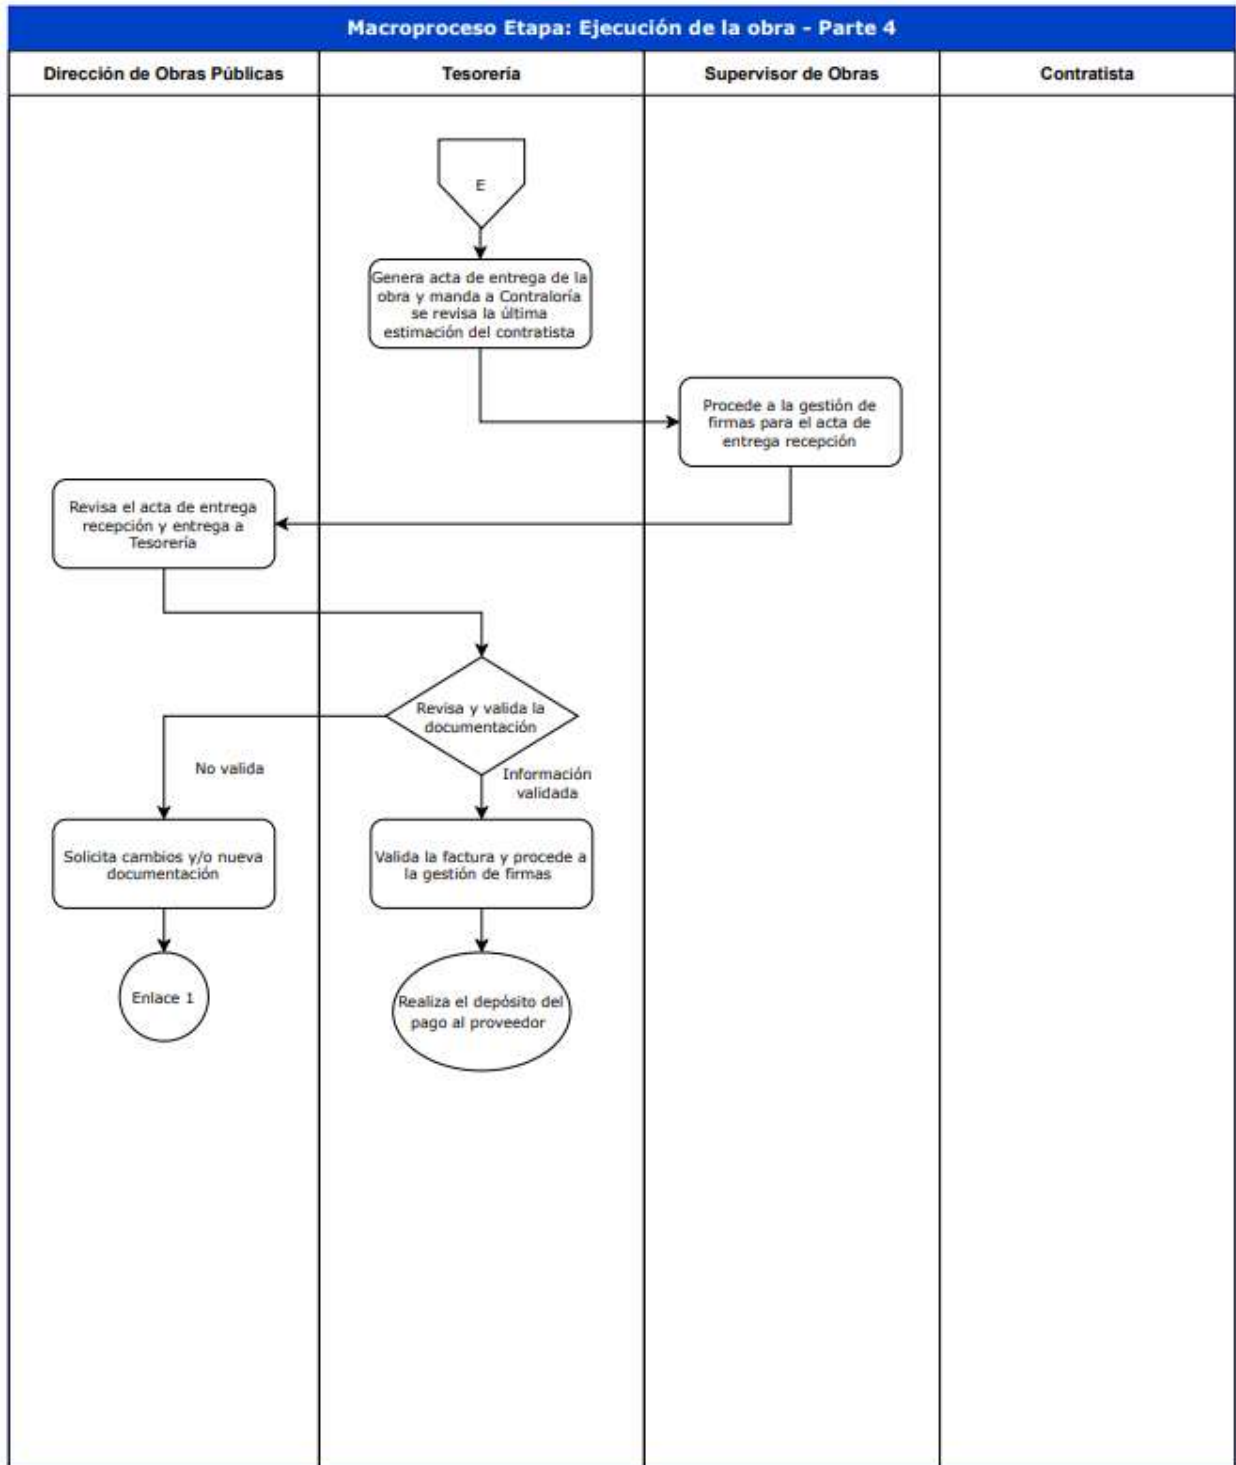 Macroproceso Etapa: Ejecución de la obra - Parte 4
Dirección de Obras Públicas
Tesorería
Supervisor de Obras
Contratista
E
Genera acta de entrega de la
obra y manda a Contraloría
se revisa la última
estimación del contratista
Procede a la gestión de
firmas para el acta de
entrega recepción
Revisa el acta de entrega
recepción y entrega a
Tesorería
Revisa y valida la
documentación
No valida
Información
validada
Solicita cambios y/o nueva
documentación
Valida la factura y procede a
la gestión de firmas
Enlace 1
Realiza el depósito del
pago al proveedor